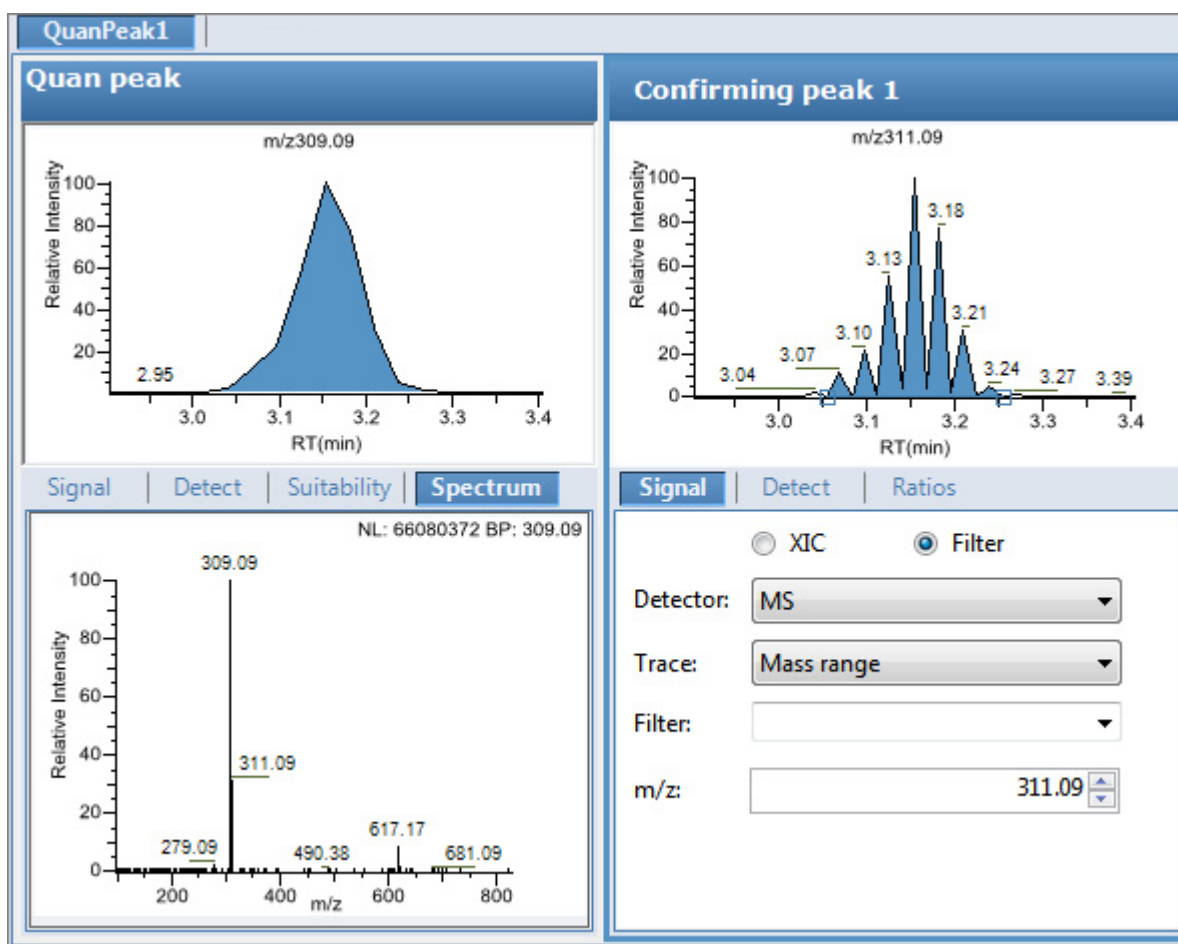 QuanPeak1
Quan peak
m/z309.09
Relative Intensity
100
80
60
40
20
2.95
3.0
3.1
3.2
3.3
3.4
RT(min)
Signal
Detect
Suitability
Spectrum
NL: 66080372 BP: 309.09
309.09
Relative Intensity
100
80
60
40
20
0
311.09
279.09
490.38
617.17
681.09
200
400
600
800
m/z
Confirming peak 1
m/z311.09
Relative Intensity
100
80
60
40
20
0
3.04
3.07
3.10
3.13
3.18
3.21
3.24
3.27
3.39
3.0
3.1
3.2
3.3
3.4
RT(min)
Signal
Detect
Ratios
XIC
Filter
Detector: MS
Trace: Mass range
Filter:
m/z: 311.09